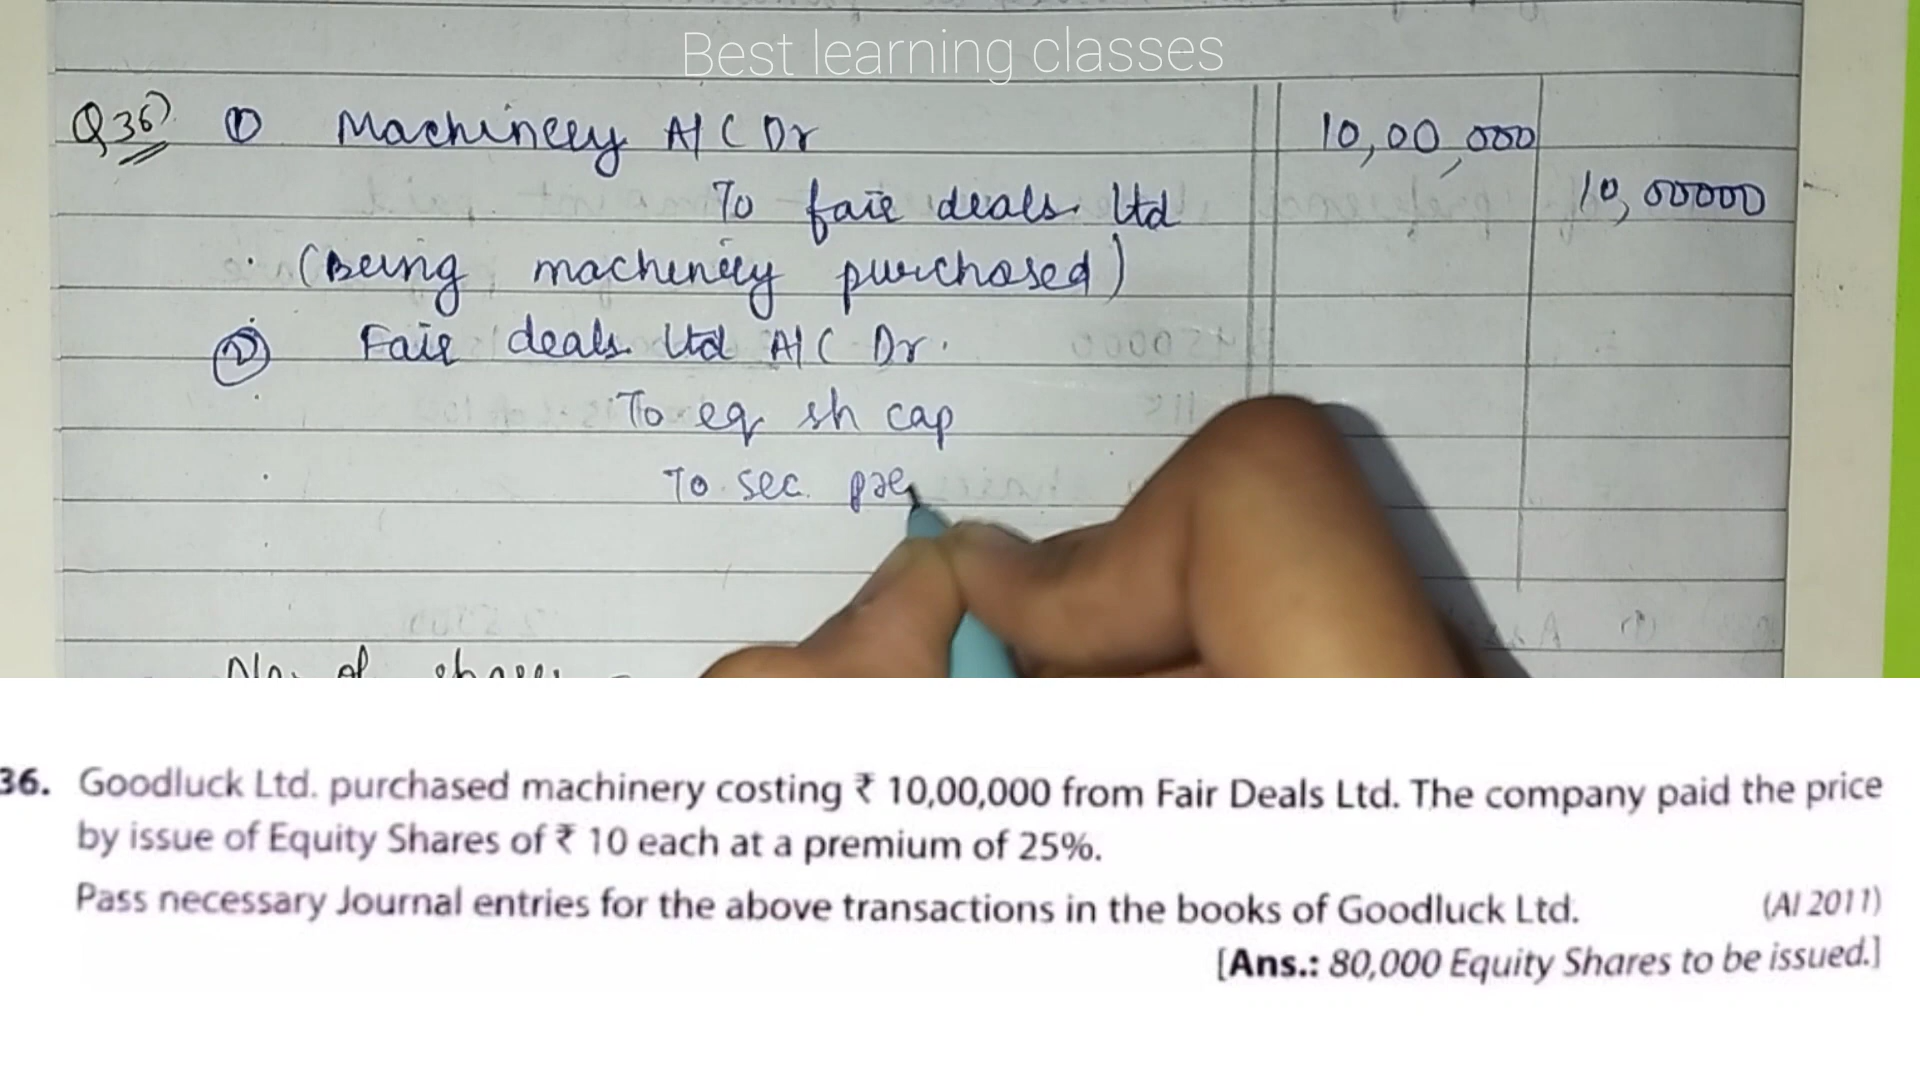 Best learning classes
Q36) ① Machinery A/C Dr 10,00,000
To fair deals ltd 10,00000
(Being machinery purchased)
② Fair deals ltd A/C Dr.
To eq sh cap
To sec. pre
No. of shares
36. Goodluck Ltd. purchased machinery costing ₹ 10,00,000 from Fair Deals Ltd. The company paid the price
by issue of Equity Shares of ₹ 10 each at a premium of 25%.
Pass necessary Journal entries for the above transactions in the books of Goodluck Ltd. (AI 2011)
[Ans.: 80,000 Equity Shares to be issued.]